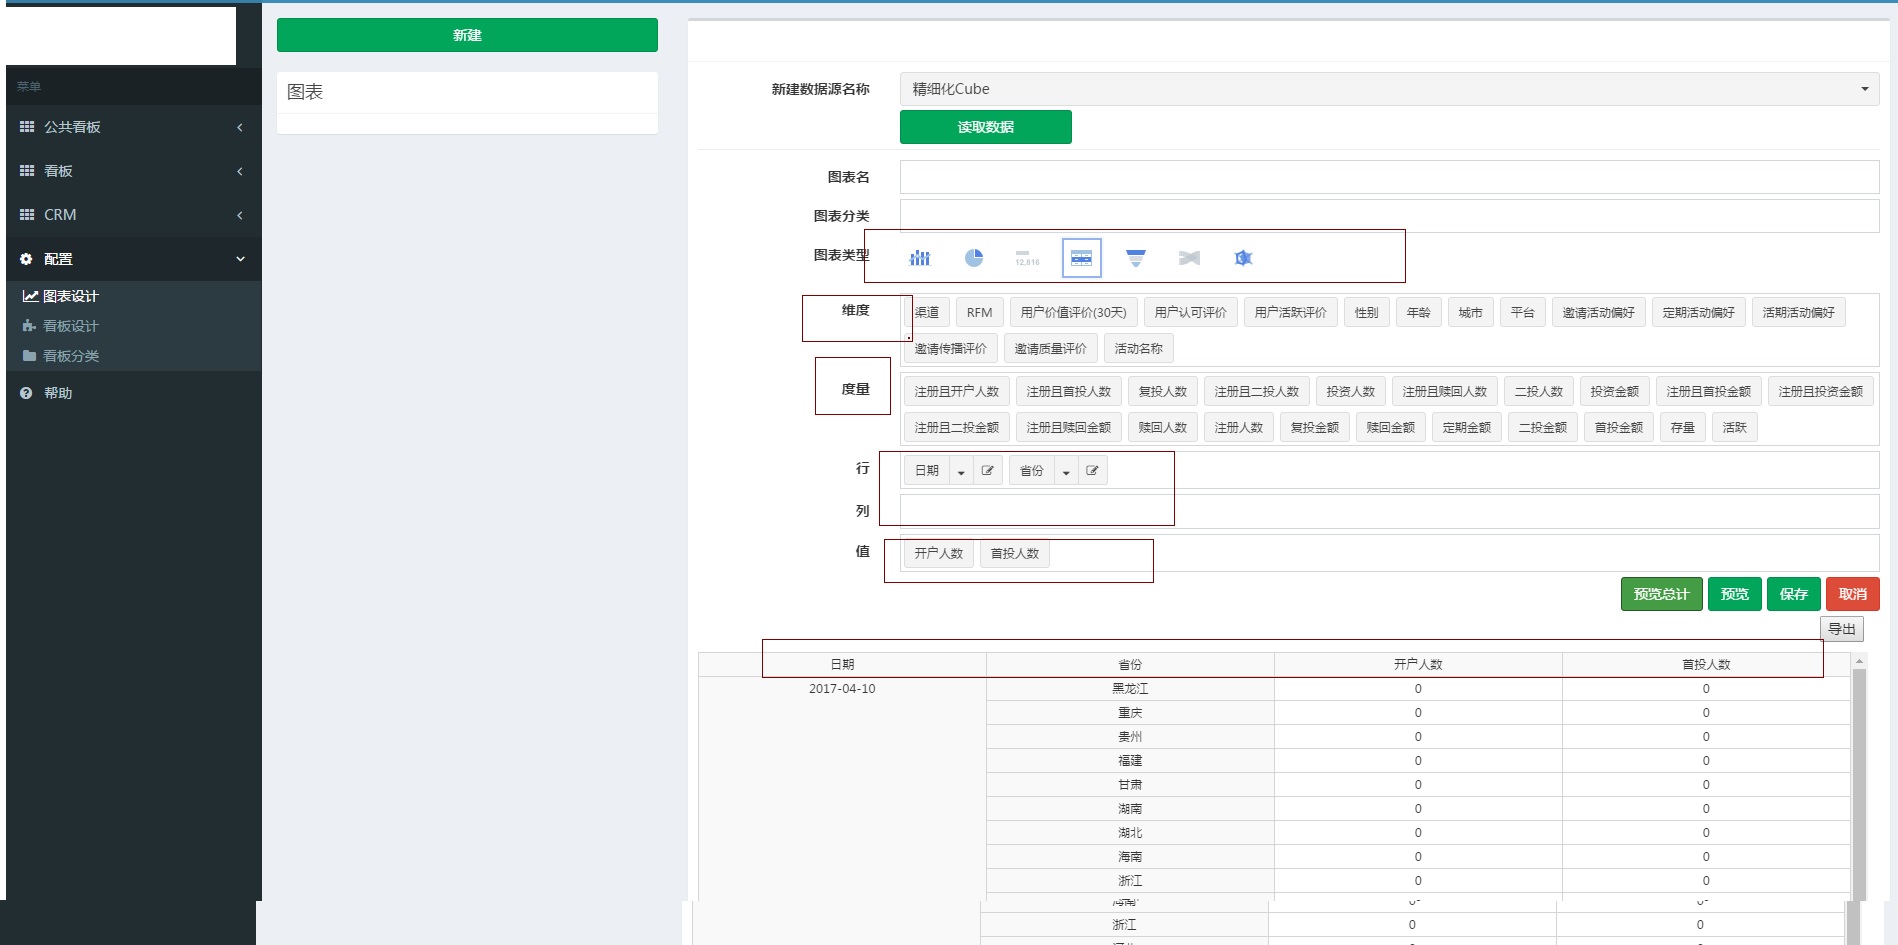 菜单
公共看板
看板
CRM
配置
图表设计
看板设计
看板分类
帮助
新建
图表
新建数据源名称 精细化Cube
读取数据
图表名
图表分类
图表类型 12,816
维度 渠道 RFM 用户价值评价(30天) 用户认可评价 用户活跃评价 性别 年龄 城市 平台 邀请活动偏好 定期活动偏好 活期活动偏好
邀请传播评价 邀请质量评价 活动名称
度量 注册且开户人数 注册且首投人数 复投人数 注册且二投人数 投资人数 注册且赎回人数 二投人数 投资金额 注册且首投金额 注册且投资金额
注册且二投金额 注册且赎回金额 赎回人数 注册人数 复投金额 赎回金额 定期金额 二投金额 首投金额 存量 活跃
行 日期 省份
列
值 开户人数 首投人数
预览总计 预览 保存 取消
导出
日期 省份 开户人数 首投人数
2017-04-10 黑龙江 0 0
重庆 0 0
贵州 0 0
福建 0 0
甘肃 0 0
湖南 0 0
湖北 0 0
海南 0 0
浙江 0 0
浙江 0 0